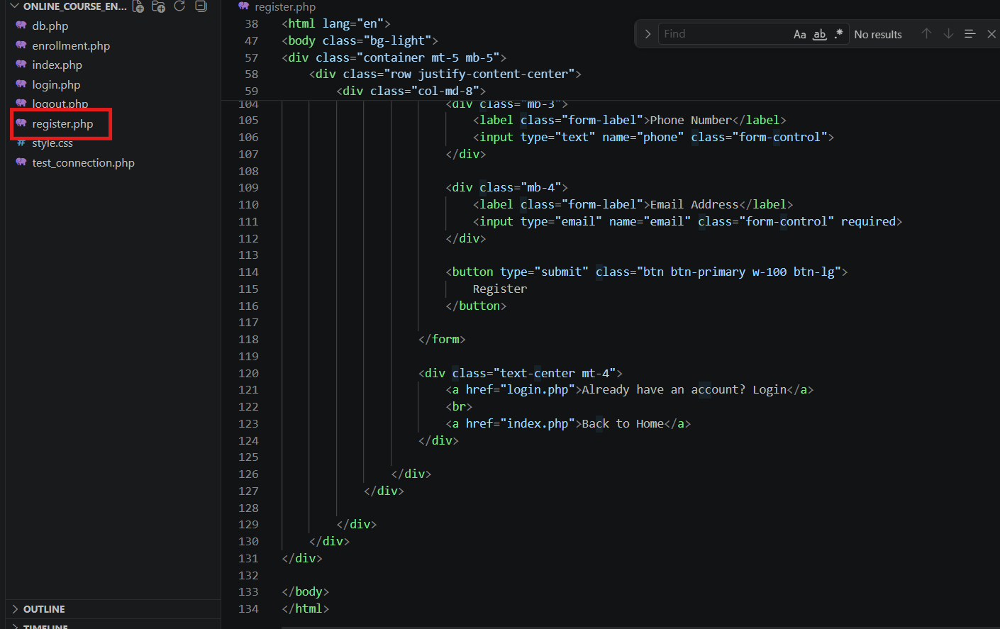 ONLINE_COURSE_EN...
db.php
enrollment.php
index.php
login.php
logout.php
register.php
# style.css
test_connection.php
OUTLINE
TIMELINE
register.php
Find
Aa ab .* No results
38 <html lang="en">
47 <body class="bg-light">
57 <div class="container mt-5 mb-5">
58 <div class="row justify-content-center">
59 <div class="col-md-8">
104 <div class="mb-3">
105 <label class="form-label">Phone Number</label>
106 <input type="text" name="phone" class="form-control">
107 </div>
108
109 <div class="mb-4">
110 <label class="form-label">Email Address</label>
111 <input type="email" name="email" class="form-control" required>
112 </div>
113
114 <button type="submit" class="btn btn-primary w-100 btn-lg">
115 Register
116 </button>
117
118 </form>
119
120 <div class="text-center mt-4">
121 <a href="login.php">Already have an account? Login</a>
122 <br>
123 <a href="index.php">Back to Home</a>
124 </div>
125
126 </div>
127 </div>
128
129 </div>
130 </div>
131 </div>
132
133 </body>
134 </html>